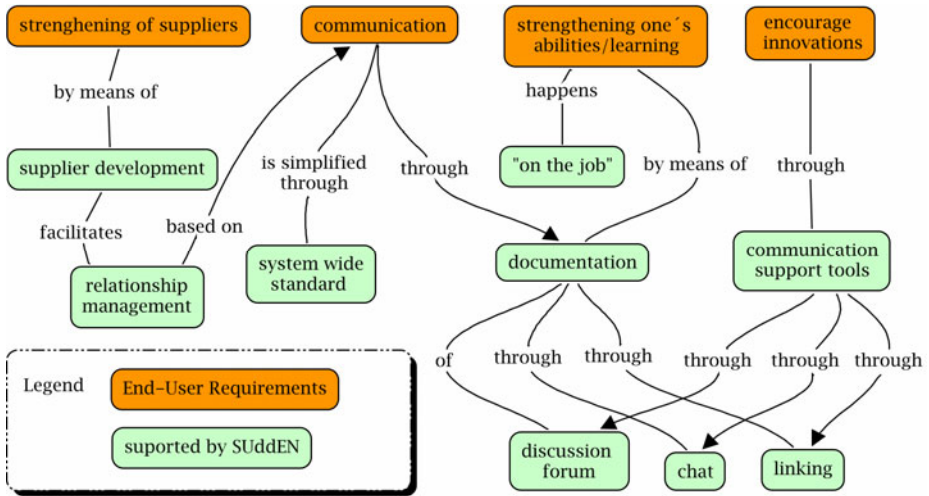 strenghening of suppliers
communication
strengthening one´s
abilities/learning
encourage
innovations
by means of
happens
supplier development
is simplified
through
through
"on the job"
by means of
through
facilitates
based on
relationship
management
system wide
standard
documentation
communication
support tools
of
through
through
through
through
through
discussion
forum
chat
linking
Legend
End-User Requirements
suported by SUddEN